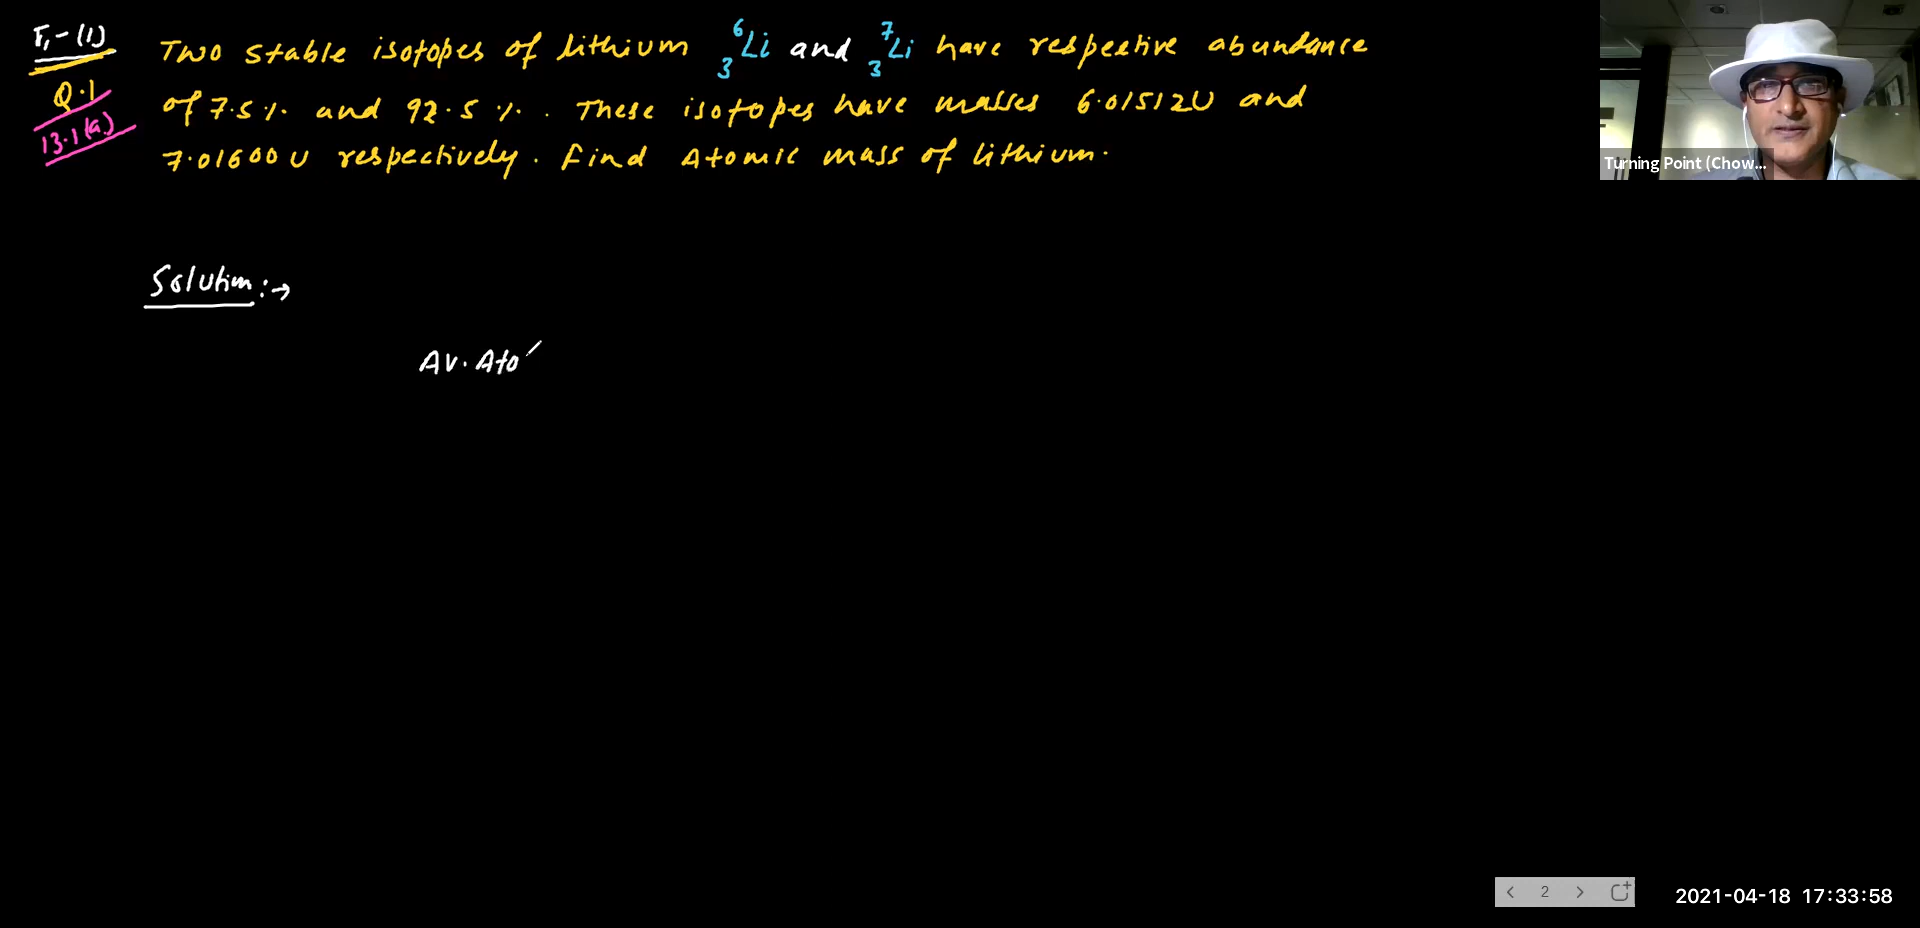 F,-(1)
Q.1
13.1(a)
Two stable isotopes of lithium ⁶₃Li and ⁷₃Li have respective abundance
of 7.5 %. and 92.5 %. . These isotopes have masses 6.01512U and
7.01600 U respectively. Find Atomic mass of lithium.
Solution :→
Av. Ato
Turning Point (Chow...
2
2021-04-18 17:33:58